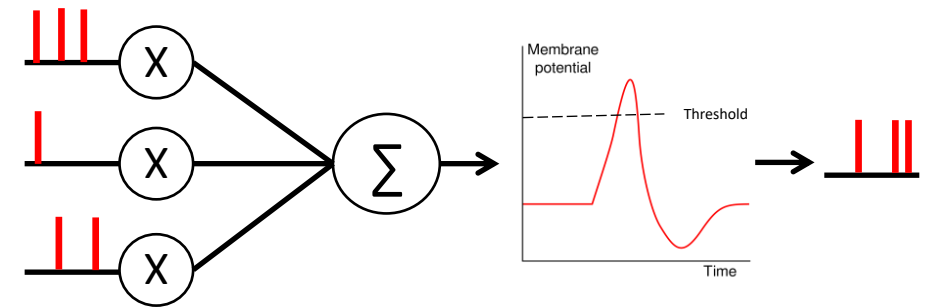 X
X
X
Σ
Membrane
potential
Threshold
Time